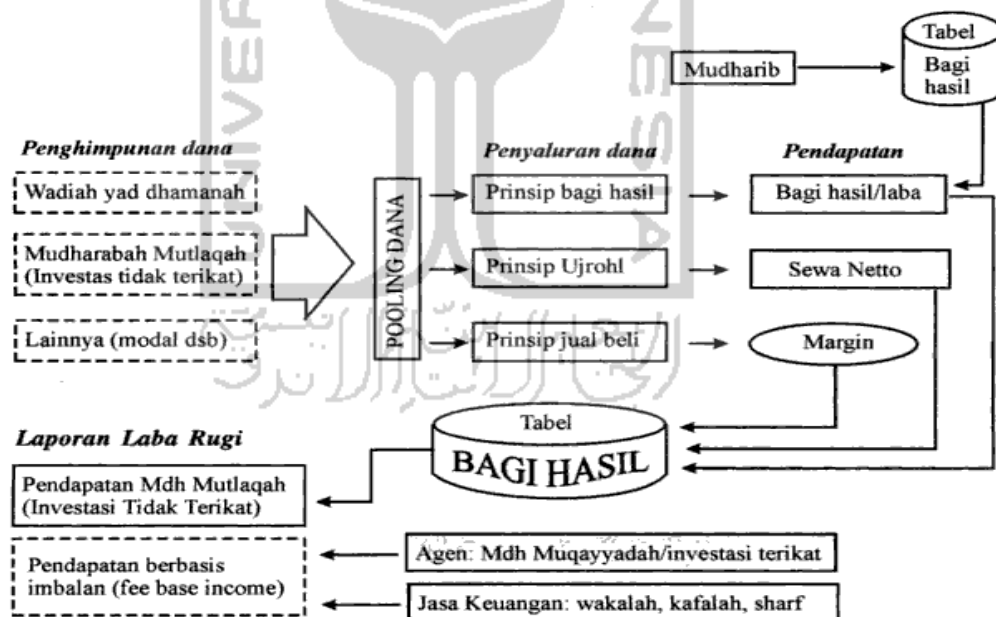 UNIVER
NESIA
Tabel
Bagi
hasil
Mudharib
Penghimpunan dana
Penyaluran dana
Pendapatan
Wadiah yad dhamanah
Prinsip bagi hasil
Bagi hasil/laba
POOLING DANA
Mudharabah Mutlaqah
(Investas tidak terikat)
Prinsip Ujrohl
Sewa Netto
Lainnya (modal dsb)
Prinsip jual beli
Margin
Laporan Laba Rugi
Tabel
BAGI HASIL
Pendapatan Mdh Mutlaqah
(Investasi Tidak Terikat)
Pendapatan berbasis
imbalan (fee base income)
Agen: Mdh Muqayyadah/investasi terikat
Jasa Keuangan: wakalah, kafalah, sharf